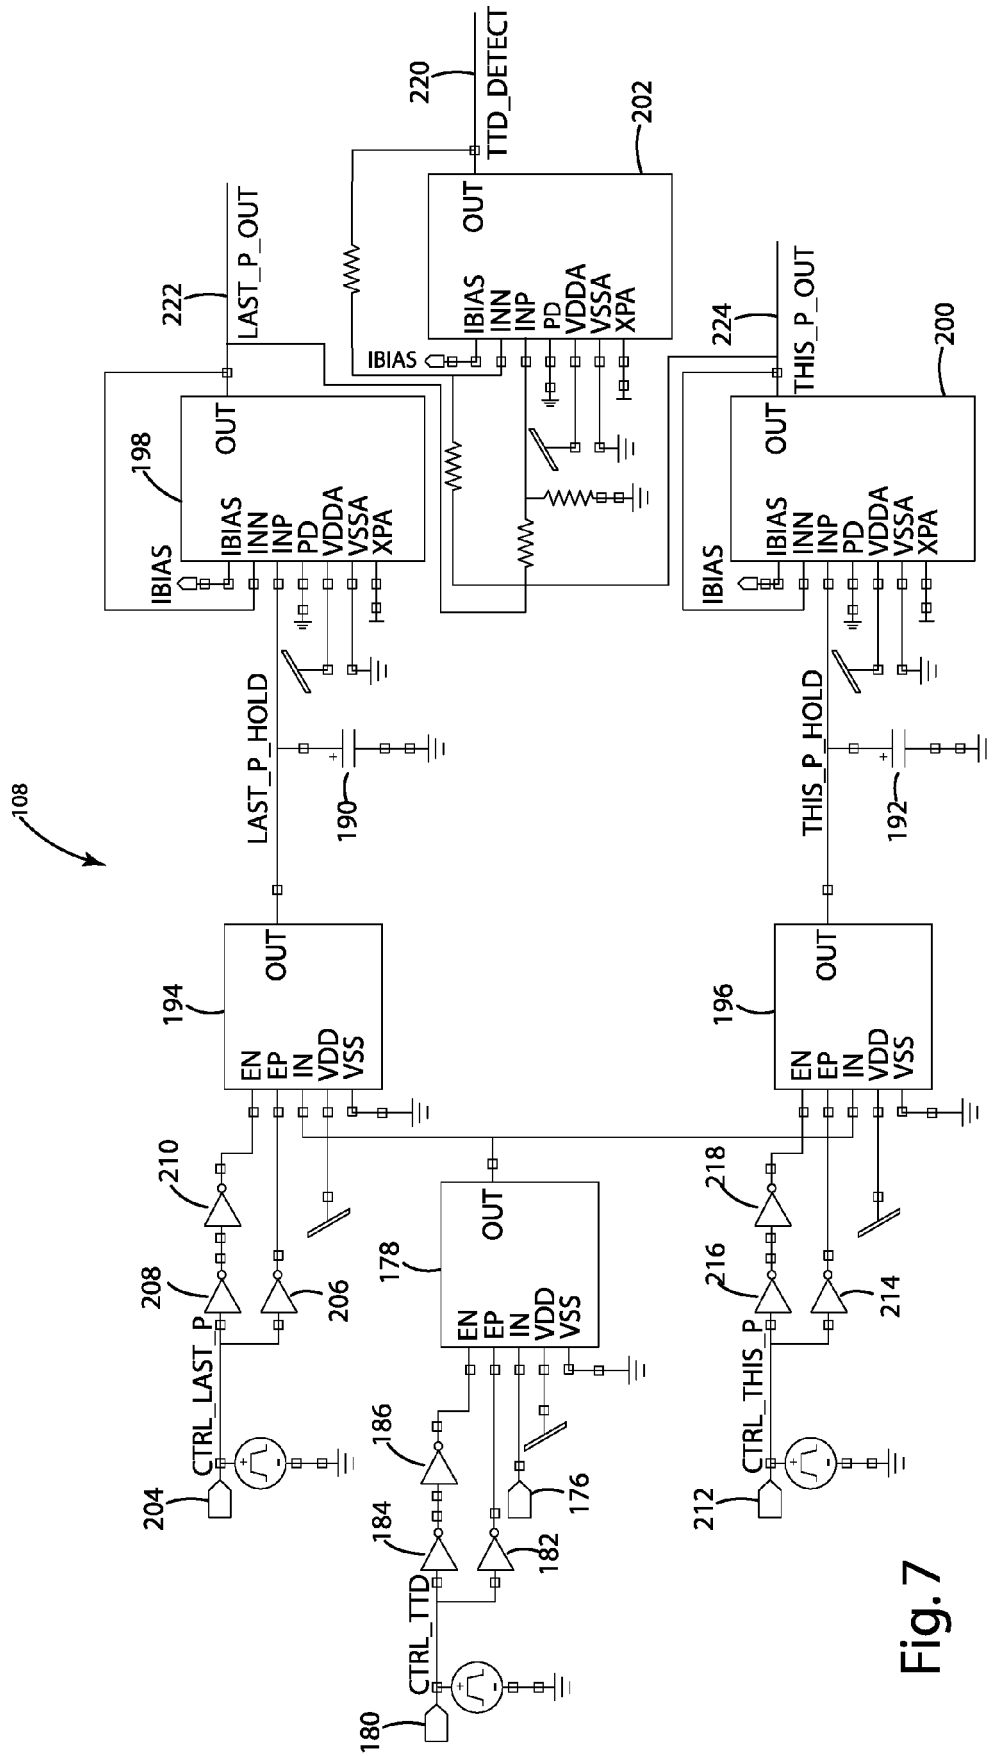 108
204
CTRL_LAST_P
208
210
206
194
EN
EP
IN
VDD
VSS
OUT
LAST_P_HOLD
190
+
+
-
IBIAS
198
IBIAS
INN
INP
PD
VDDA
VSSA
XPA
OUT
222
LAST_P_OUT
180
CTRL_TTD
+
-
184
186
182
176
178
EN
EP
IN
VDD
VSS
OUT
IBIAS
IBIAS
INN
INP
PD
VDDA
VSSA
XPA
OUT
202
220
TTD_DETECT
212
CTRL_THIS_P
+
-
216
218
214
196
EN
EP
IN
VDD
VSS
OUT
THIS_P_HOLD
192
+
IBIAS
IBIAS
INN
INP
PD
VDDA
VSSA
XPA
OUT
200
224
THIS_P_OUT
Fig. 7